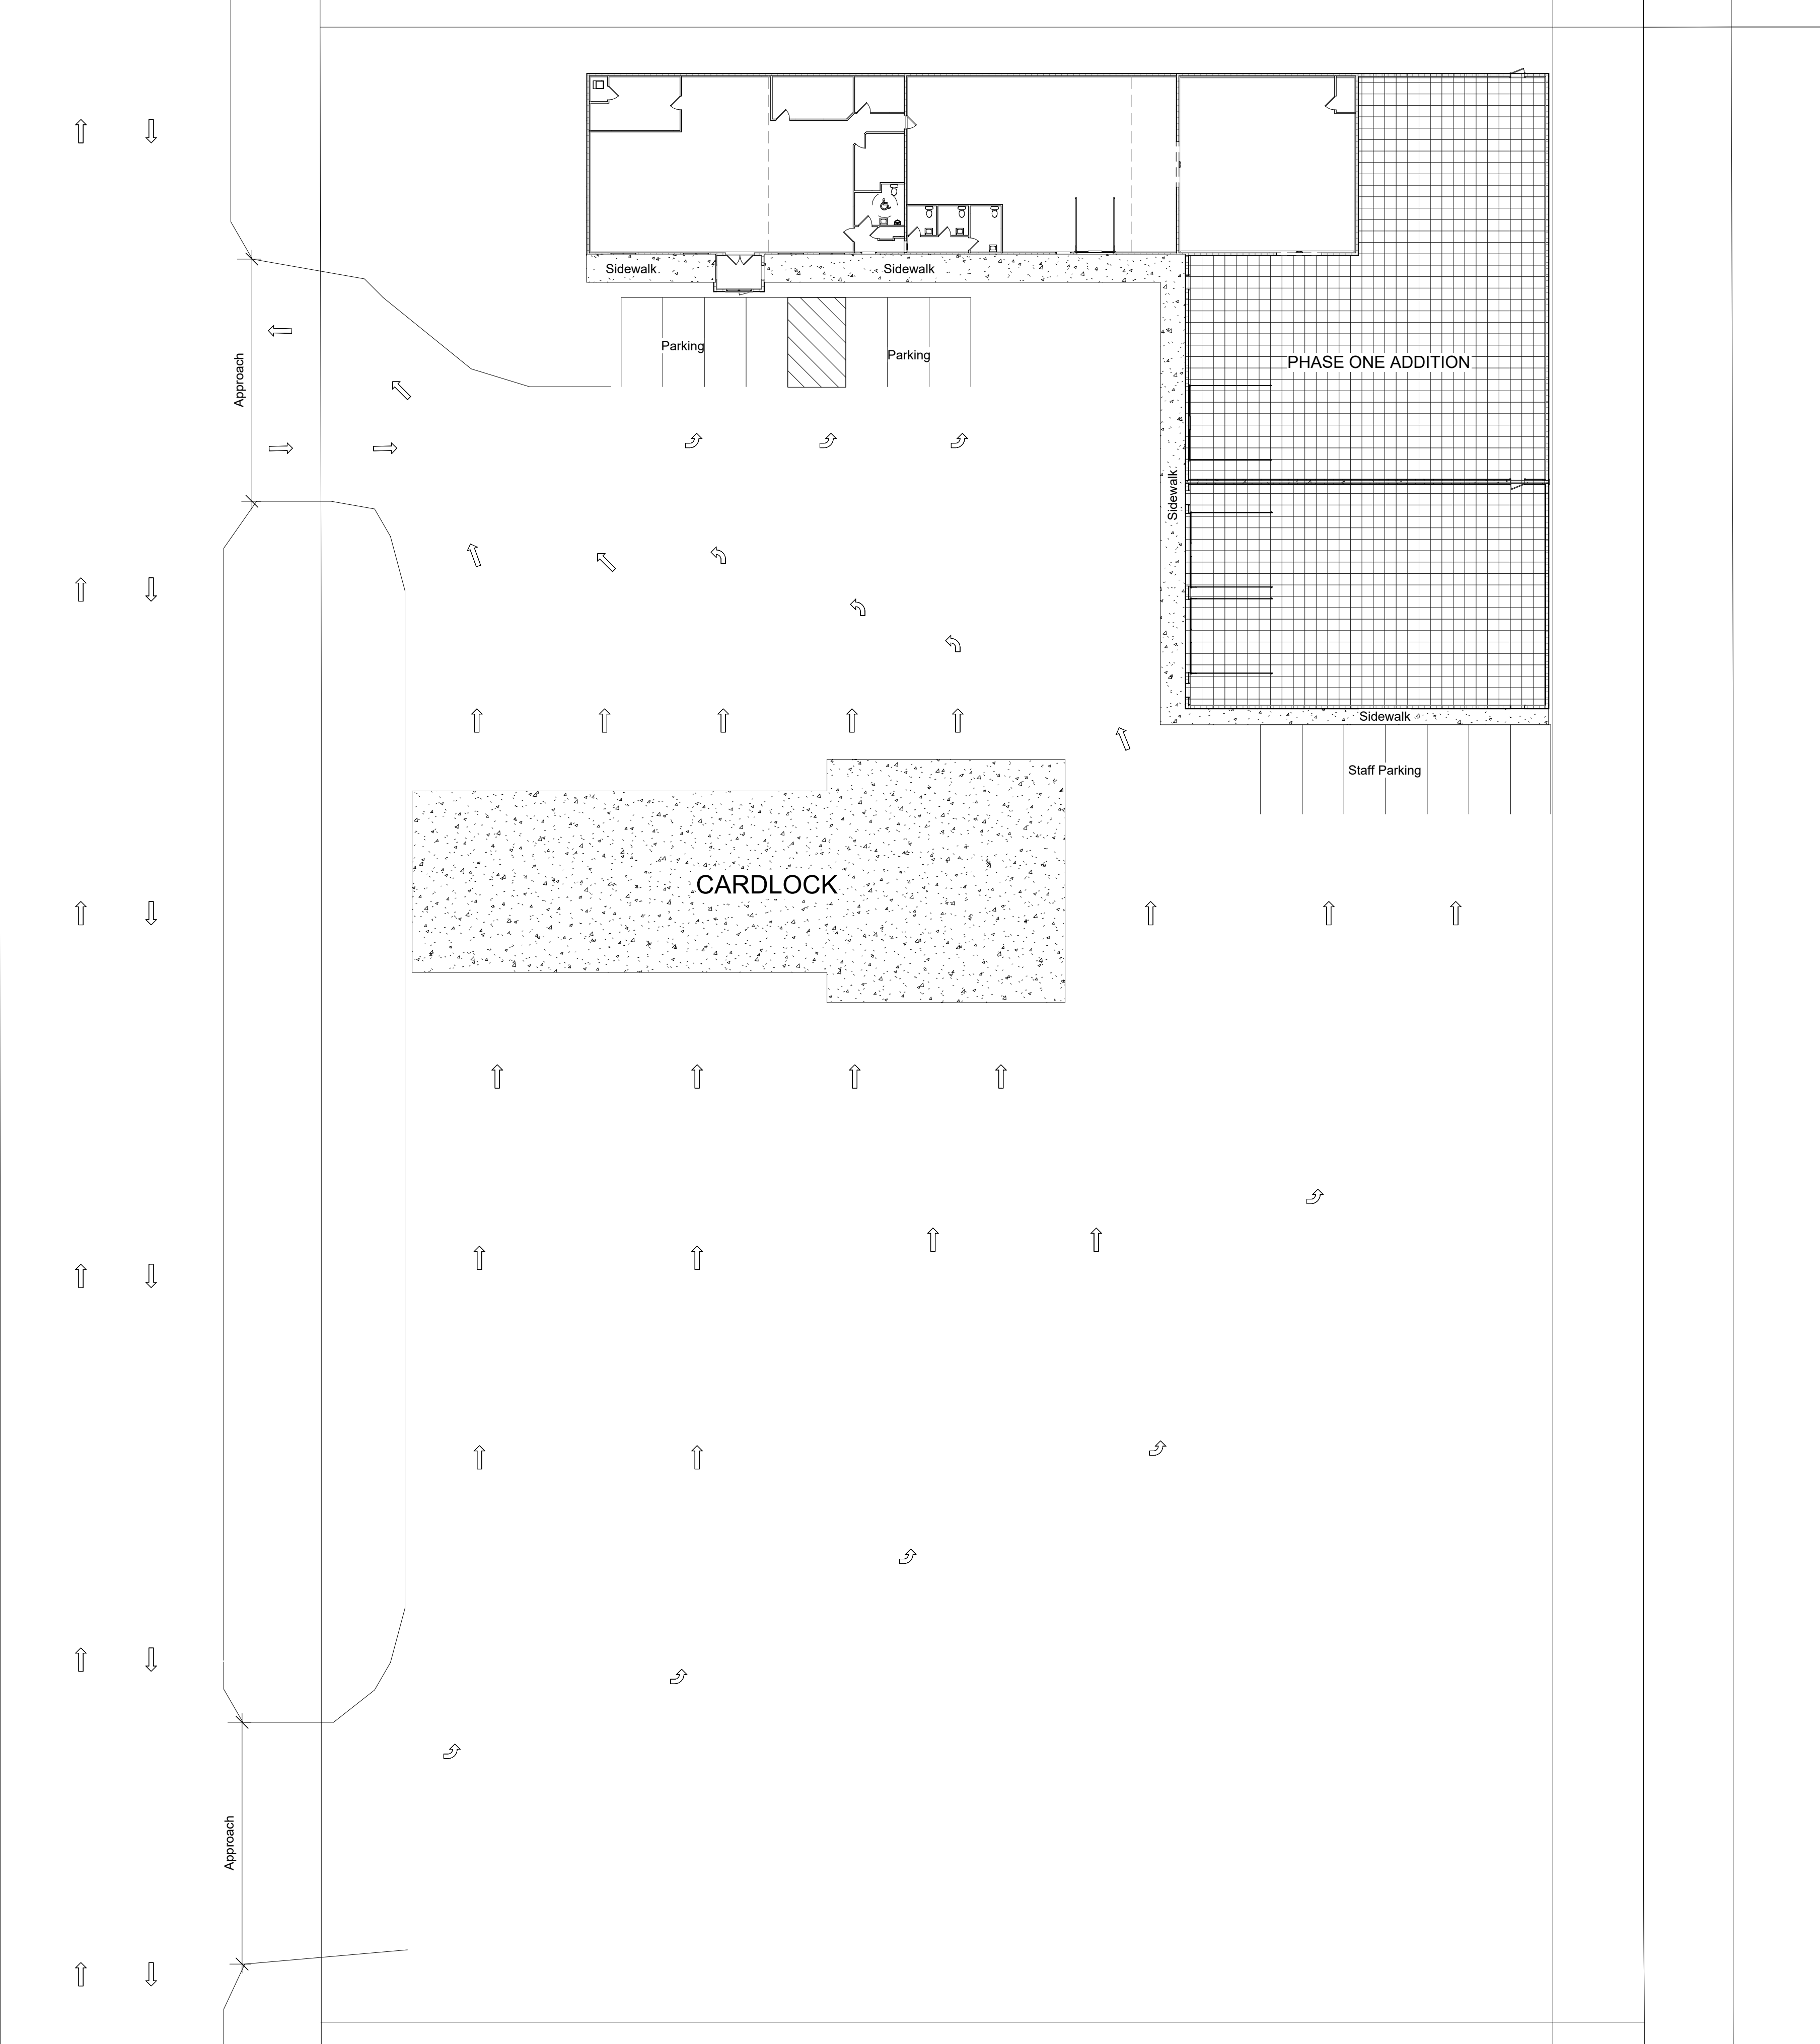 Sidewalk
Sidewalk
Parking
Parking
Approach
PHASE ONE ADDITION
Sidewalk
Sidewalk
Staff Parking
CARDLOCK
Approach